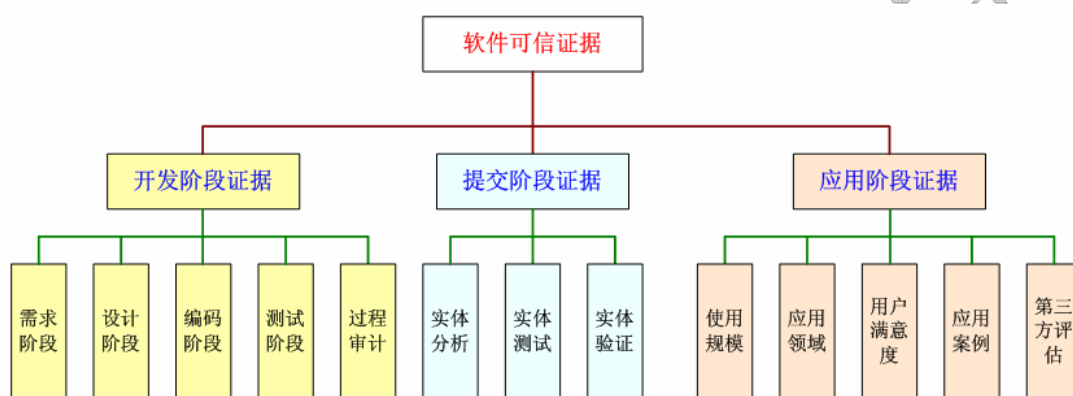 软件可信证据
开发阶段证据
提交阶段证据
应用阶段证据
需求
阶段
设计
阶段
编码
阶段
测试
阶段
过程
审计
实体
分析
实体
测试
实体
验证
使用
规模
应用
领域
用户
满意
度
应用
案例
第三
方评
估